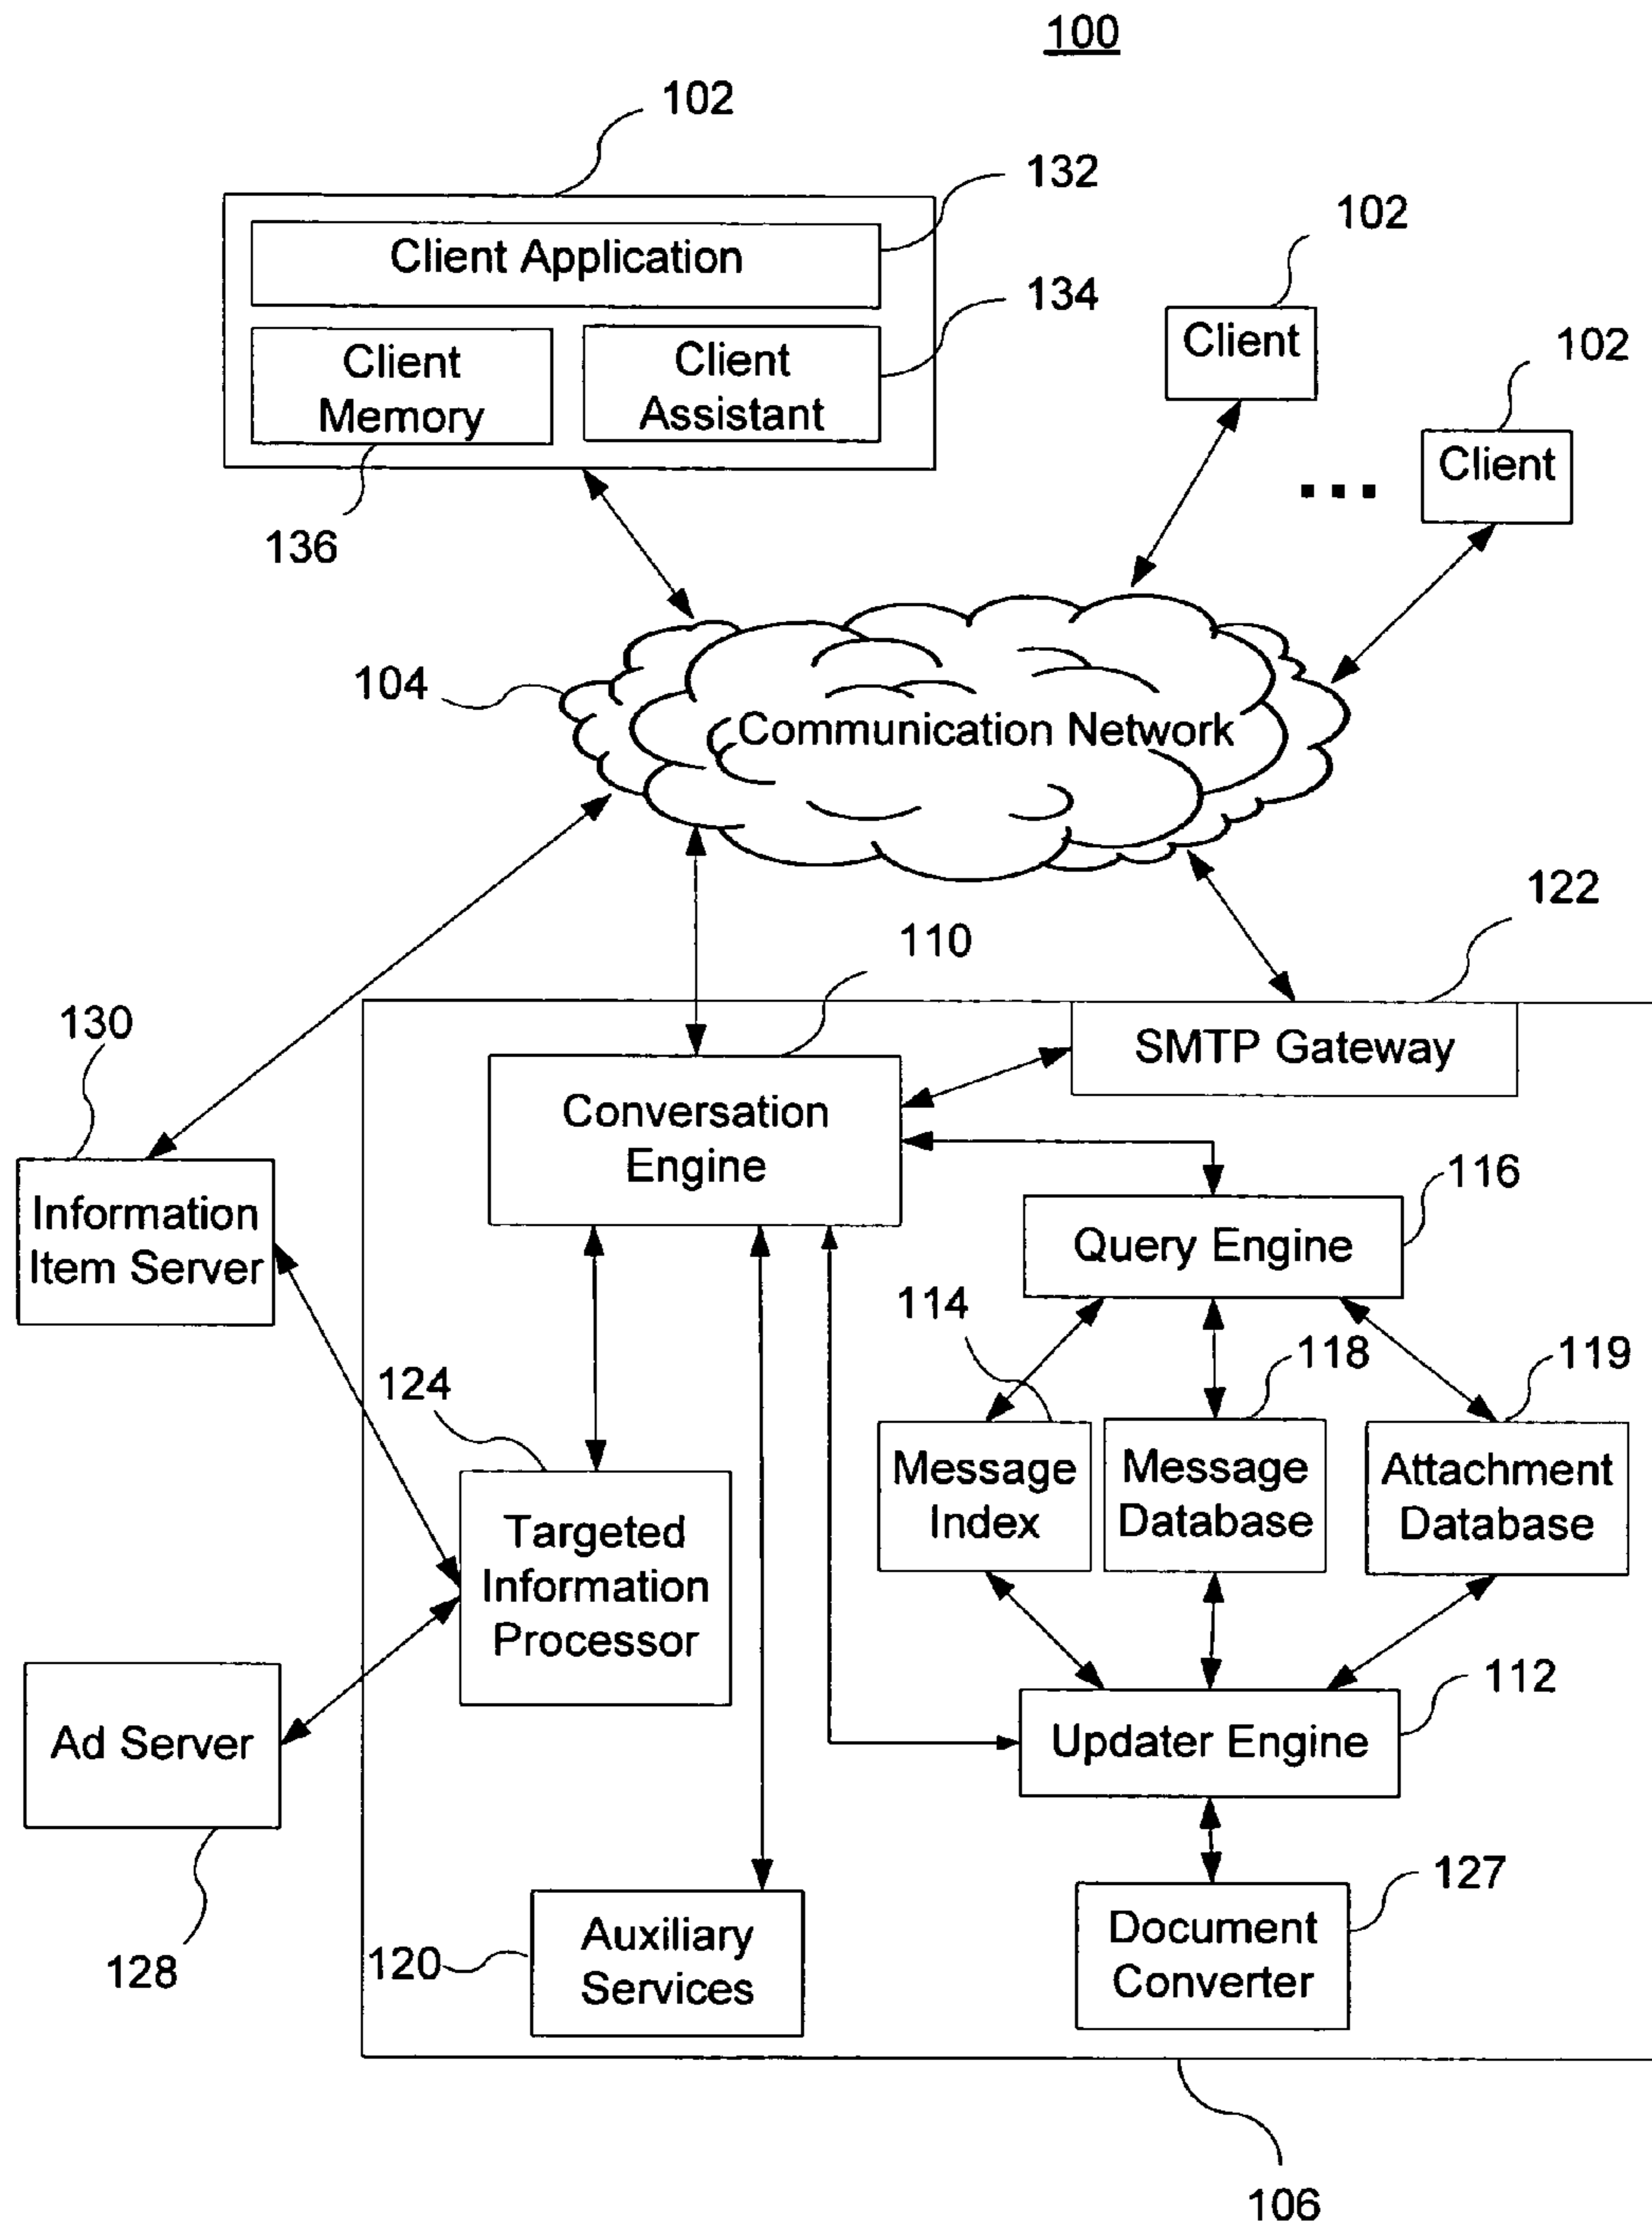 100
102
132
Client Application
134
Client
Memory
Client
Assistant
136
102
Client
102
Client
...
104
Communication Network
122
110
130
SMTP Gateway
Conversation
Engine
116
Information
Item Server
Query Engine
114
118
119
124
Message
Index
Message
Database
Attachment
Database
Targeted
Information
Processor
112
Ad Server
Updater Engine
127
128
120
Auxiliary
Services
Document
Converter
106